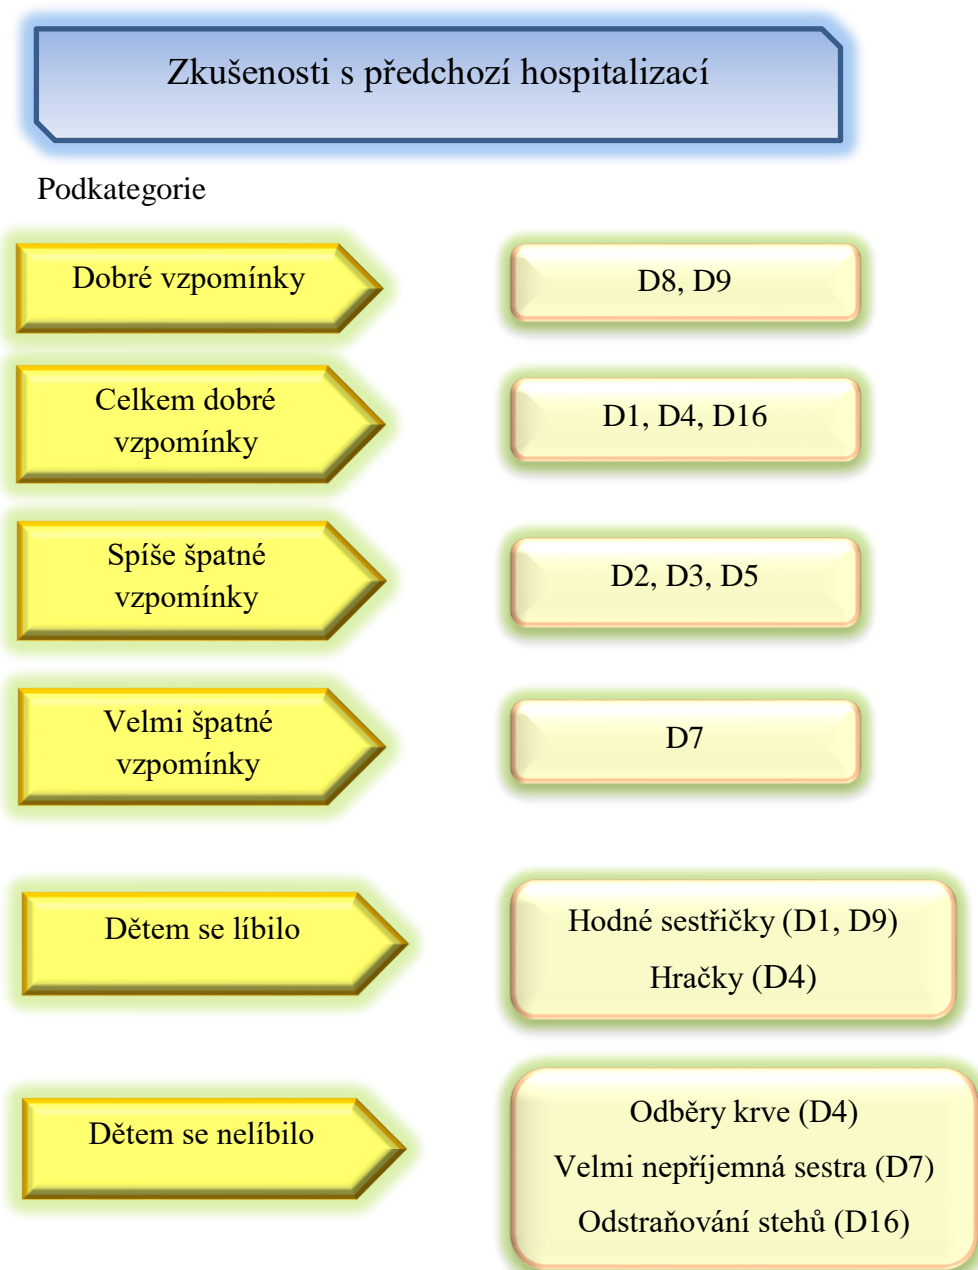 Zkušenosti s předchozí hospitalizací
Podkategorie
Dobré vzpomínky
D8, D9
Celkem dobré
vzpomínky
D1, D4, D16
Spíše špatné
vzpomínky
D2, D3, D5
Velmi špatné
vzpomínky
D7
Dětem se líbilo
Hodné sestřičky (D1, D9)
Hračky (D4)
Dětem se nelíbilo
Odběry krve (D4)
Velmi nepříjemná sestra (D7)
Odstraňování stehů (D16)